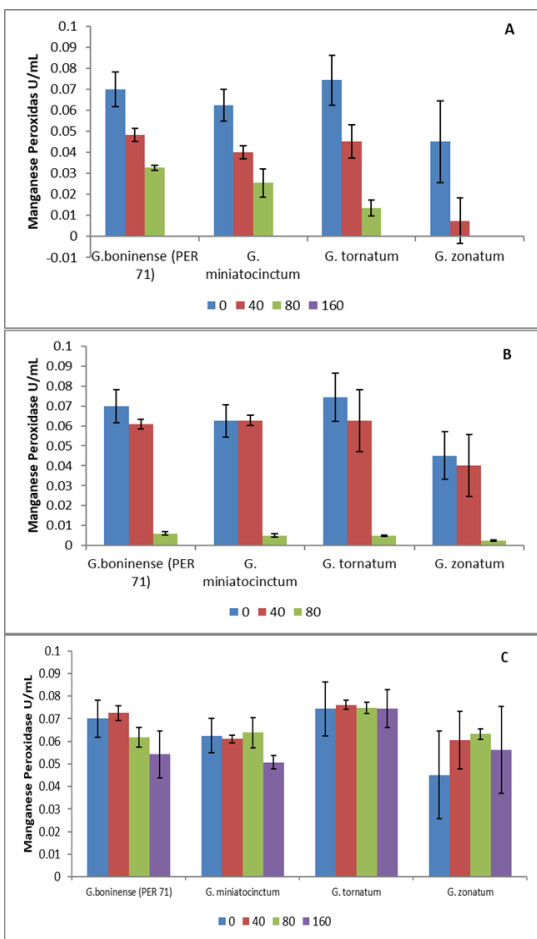 A
Manganese Peroxidas U/mL
0.1
0.09
0.08
0.07
0.06
0.05
0.04
0.03
0.02
0.01
0
-0.01
G.boninense (PER 71)
G. miniatocinctum
G. tornatum
G. zonatum
0 40 80 160
B
Manganese Peroxidase U/mL
0.1
0.09
0.08
0.07
0.06
0.05
0.04
0.03
0.02
0.01
0
G.boninense (PER 71)
G. miniatocinctum
G. tornatum
G. zonatum
0 40 80
C
Manganese Peroxidase U/mL
0.1
0.09
0.08
0.07
0.06
0.05
0.04
0.03
0.02
0.01
0
G.boninense (PER 71)
G. miniatocinctum
G. tornatum
G. zonatum
0 40 80 160